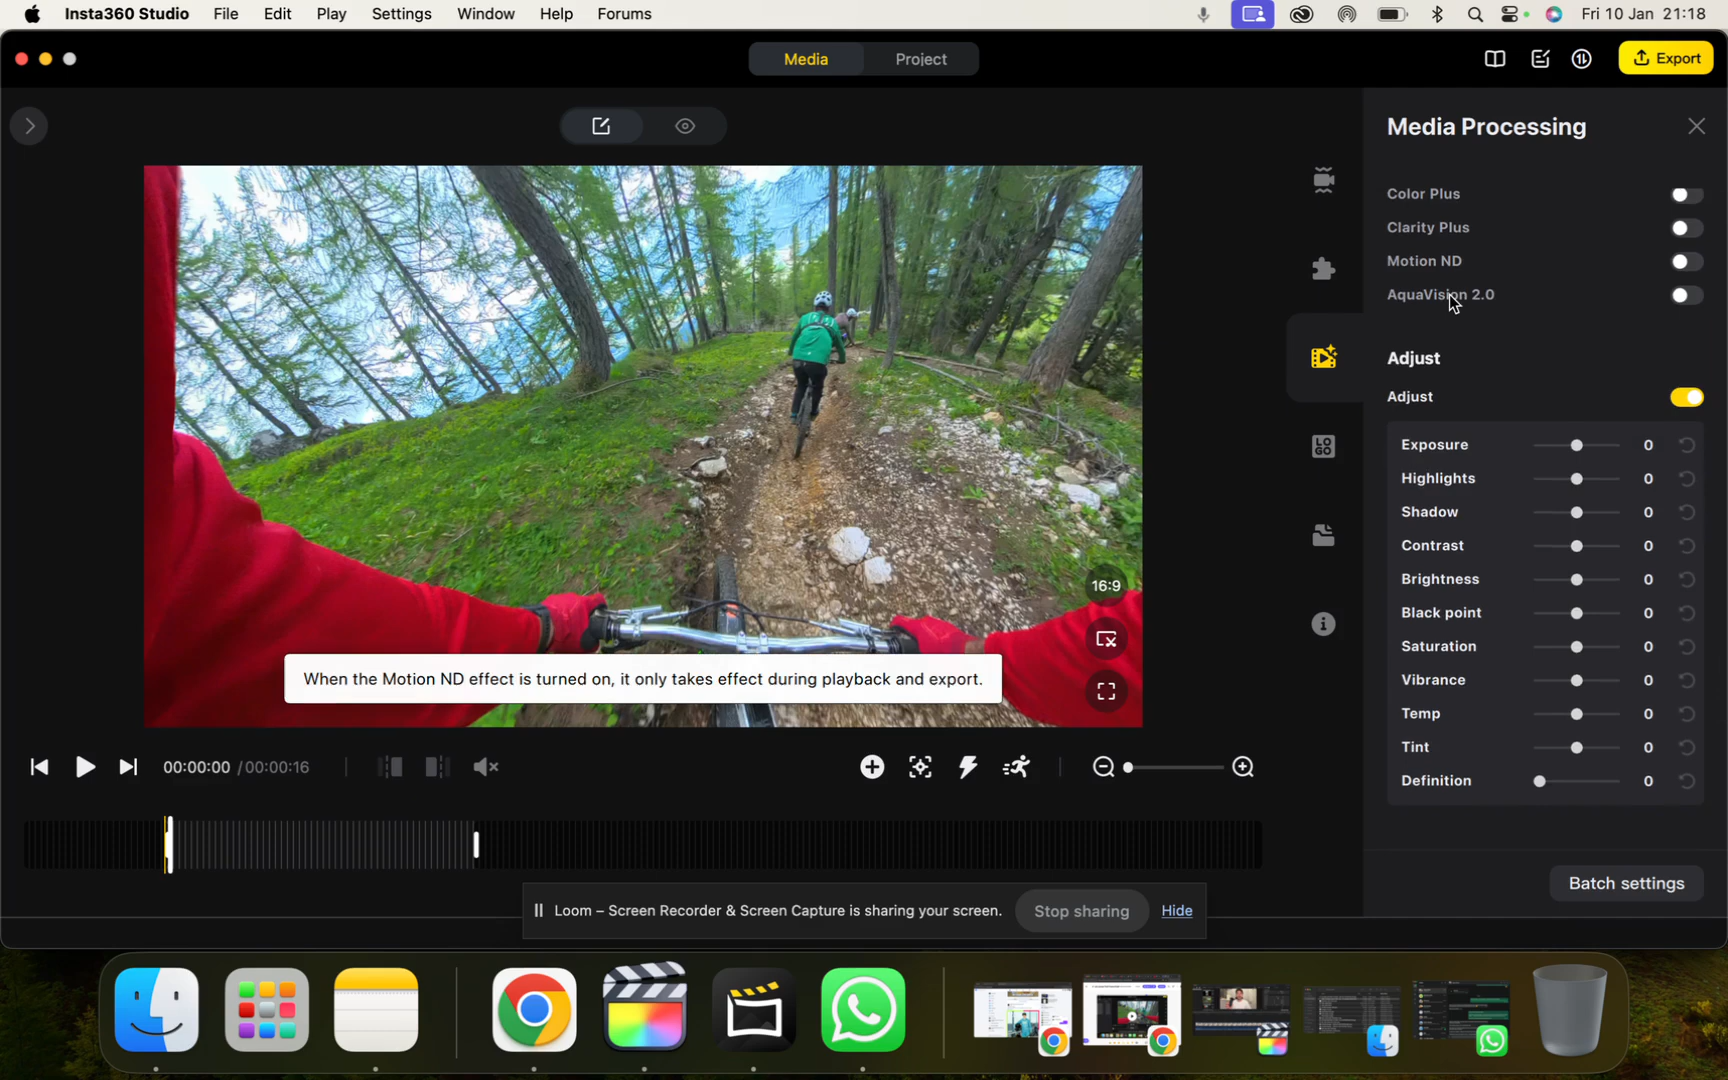 Insta360 Studio File Edit Play Settings Window Help Forums Fri 10 Jan 21:18
Media Project Export
Media Processing
Color Plus
Clarity Plus
Motion ND
AquaVision 2.0
Adjust
Adjust
Exposure 0
Highlights 0
Shadow 0
Contrast 0
Brightness 0
Black point 0
Saturation 0
Vibrance 0
Temp 0
Tint 0
Definition 0
Batch settings
LOGO
16:9
When the Motion ND effect is turned on, it only takes effect during playback and export.
00:00:00 /00:00:16
Loom – Screen Recorder & Screen Capture is sharing your screen. Stop sharing Hide